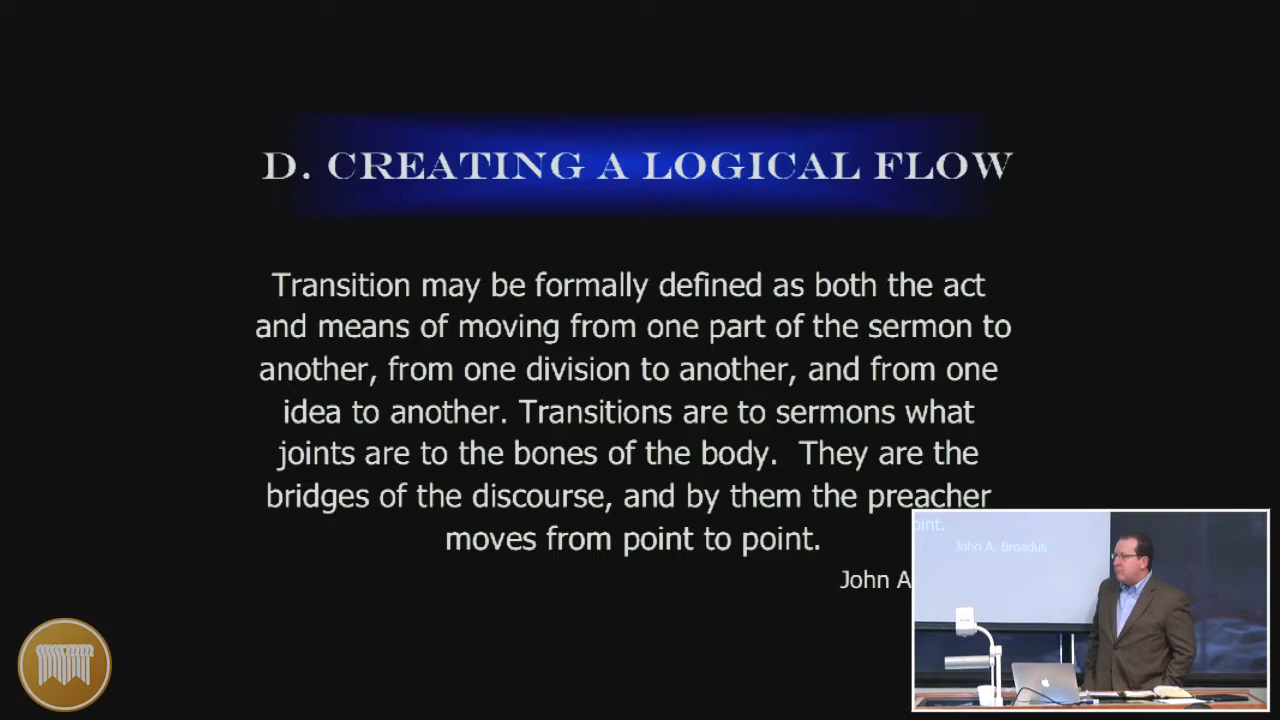 D. CREATING A LOGICAL FLOW
Transition may be formally defined as both the act
and means of moving from one part of the sermon to
another, from one division to another, and from one
idea to another. Transitions are to sermons what
joints are to the bones of the body.  They are the
bridges of the discourse, and by them the preacher
moves from point to point.
John A
oint.
John A. Broadus